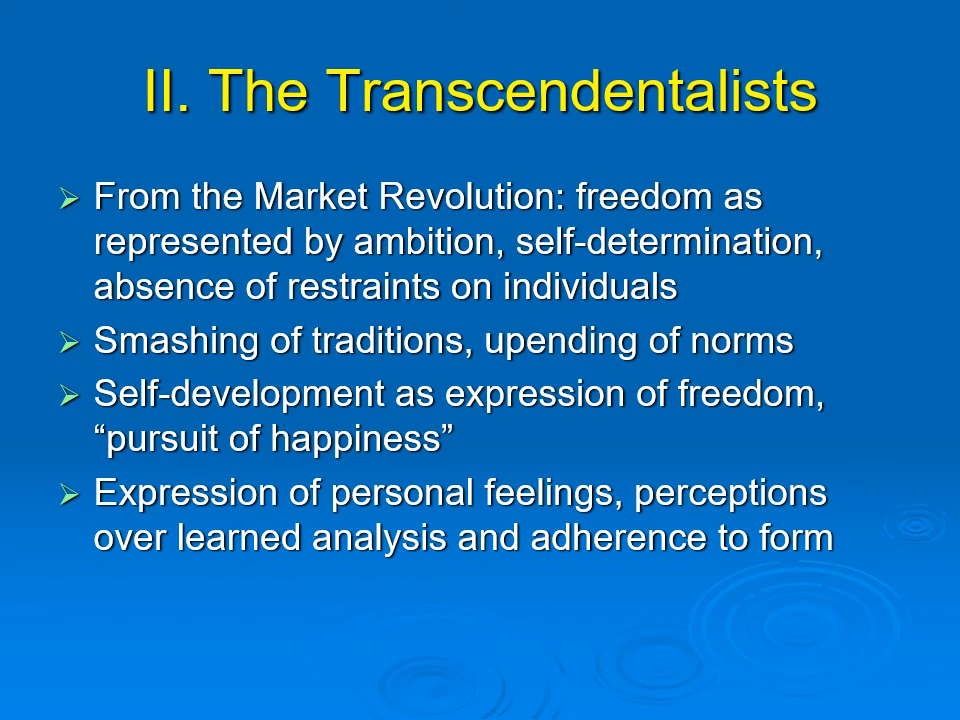 II. The Transcendentalists
From the Market Revolution: freedom as
represented by ambition, self-determination,
absence of restraints on individuals
Smashing of traditions, upending of norms
Self-development as expression of freedom,
“pursuit of happiness”
Expression of personal feelings, perceptions
over learned analysis and adherence to form